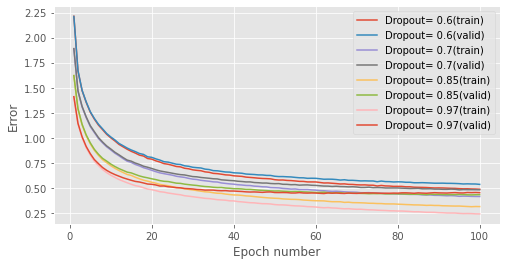 2.25
2.00
1.75
1.50
1.25
1.00
0.75
0.50
0.25
Error
0 20 40 60 80 100
Epoch number
Dropout= 0.6(train)
Dropout= 0.6(valid)
Dropout= 0.7(train)
Dropout= 0.7(valid)
Dropout= 0.85(train)
Dropout= 0.85(valid)
Dropout= 0.97(train)
Dropout= 0.97(valid)